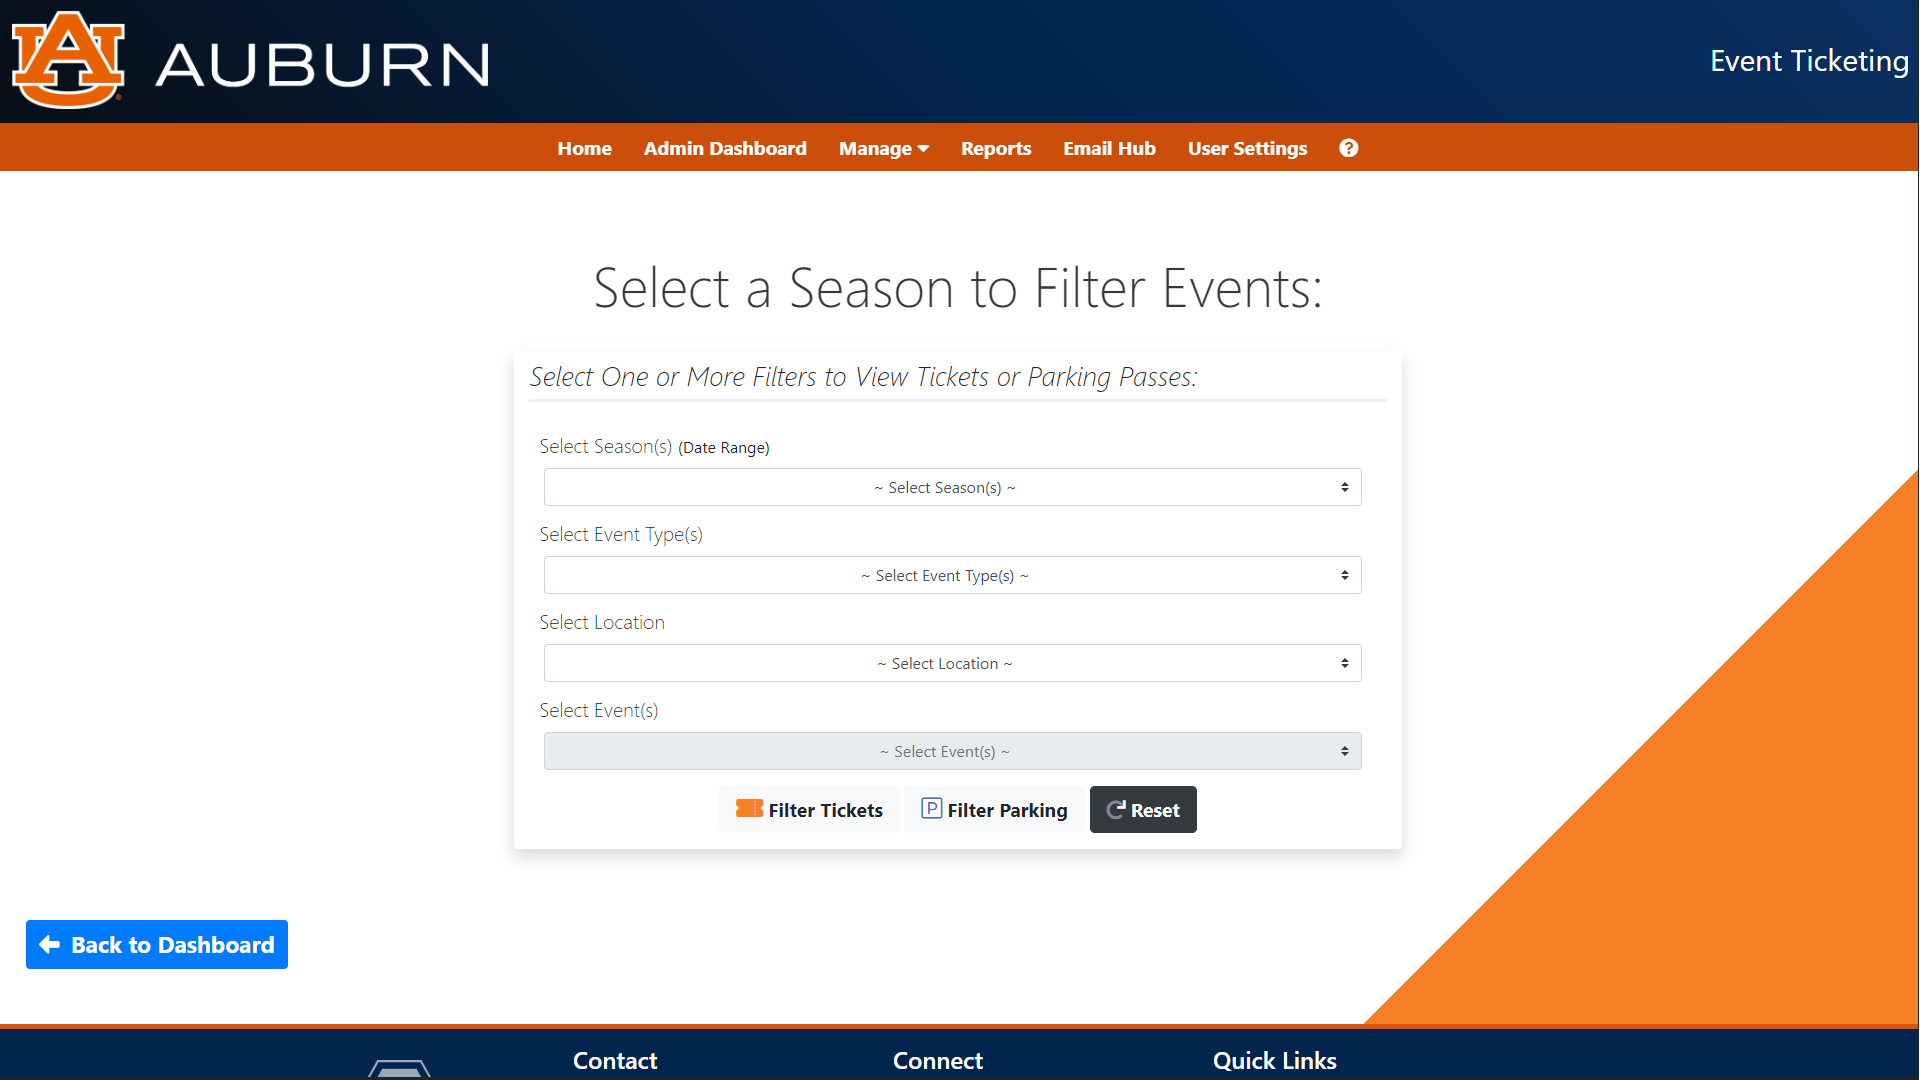 AUBURN
Event Ticketing
Home Admin Dashboard Manage Reports Email Hub User Settings ?
Select a Season to Filter Events:
Select One or More Filters to View Tickets or Parking Passes:
Select Season(s) (Date Range)
~ Select Season(s) ~
Select Event Type(s)
~ Select Event Type(s) ~
Select Location
~ Select Location ~
Select Event(s)
~ Select Event(s) ~
Filter Tickets P Filter Parking Reset
Back to Dashboard
Contact Connect Quick Links